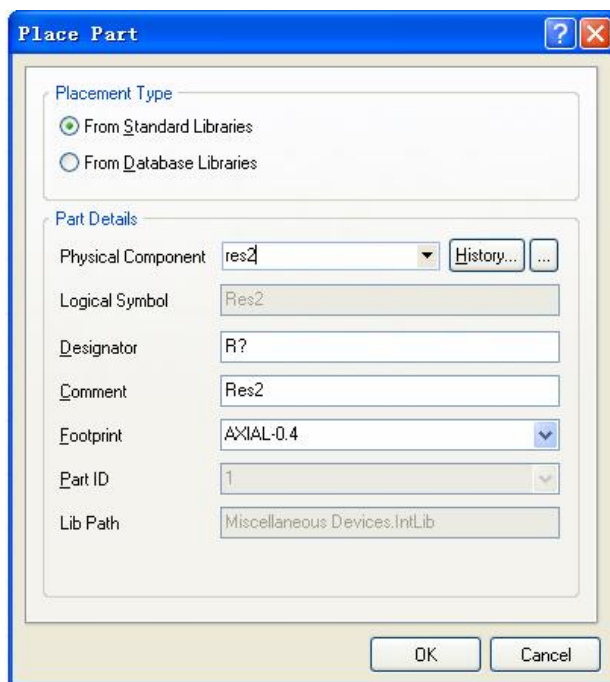 Place Part
Placement Type
From Standard Libraries
From Database Libraries
Part Details
Physical Component res2 History... ...
Logical Symbol Res2
Designator R?
Comment Res2
Footprint AXIAL-0.4
Part ID 1
Lib Path Miscellaneous Devices.IntLib
OK Cancel